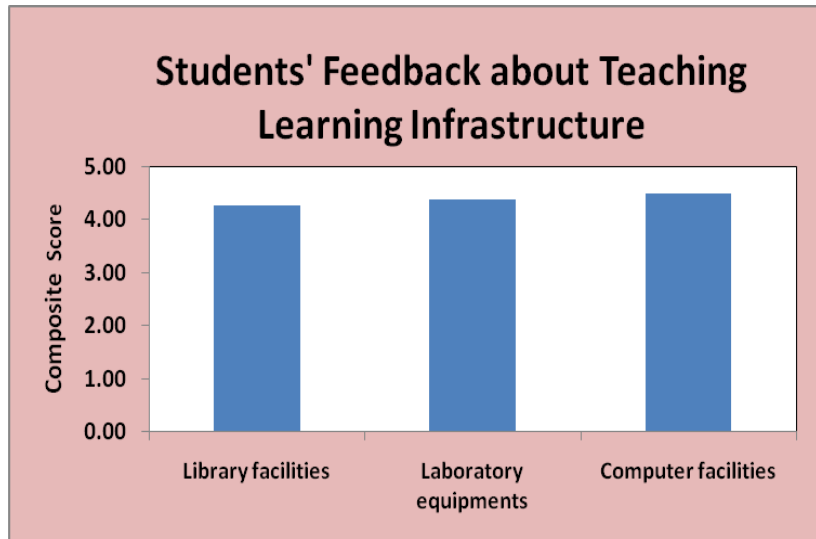 Students' Feedback about Teaching
Learning Infrastructure
Composite Score
5.00
4.00
3.00
2.00
1.00
0.00
Library facilities
Laboratory
equipments
Computer facilities